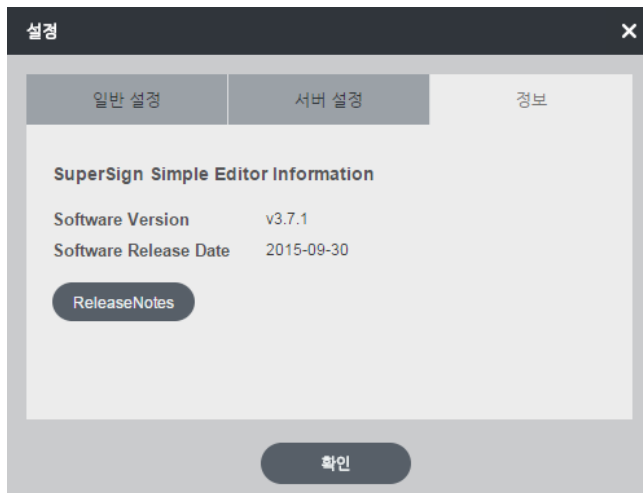 설정
일반 설정 서버 설정 정보
SuperSign Simple Editor Information
Software Version v3.7.1
Software Release Date 2015-09-30
ReleaseNotes
확인